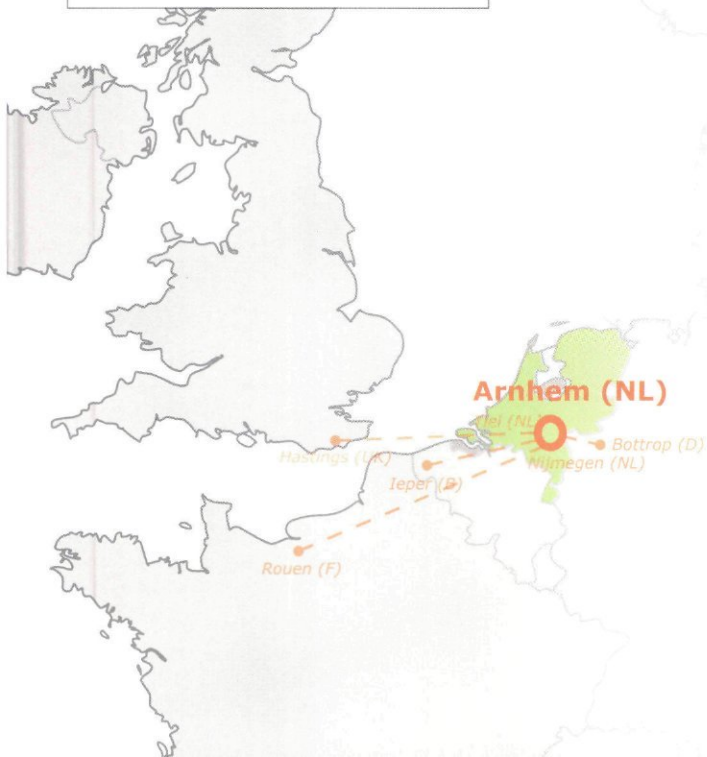 Arnhem (NL)
Tiel (NL)
Hastings (UK)
Bottrop (D)
Nijmegen (NL)
Ieper (B)
Rouen (F)